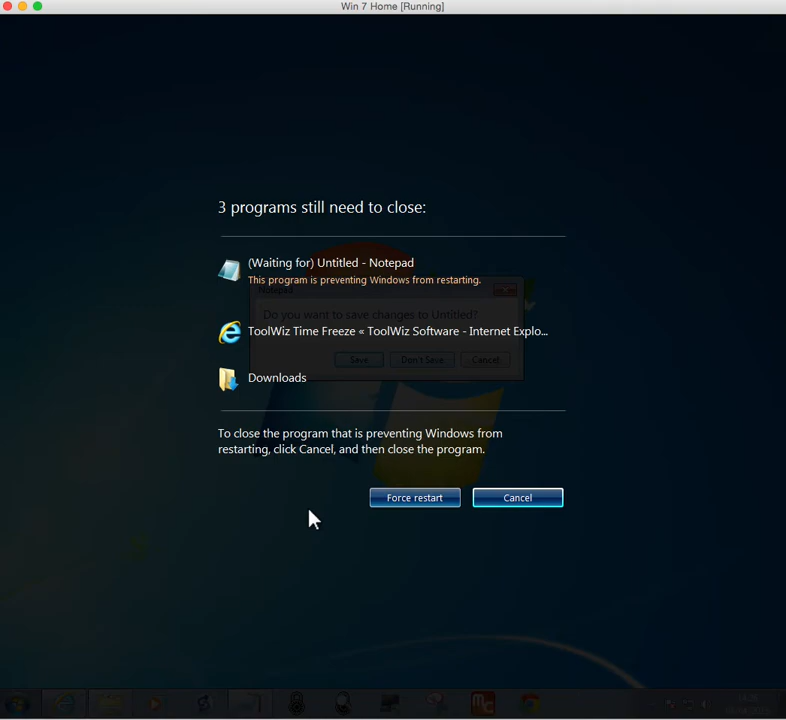 Win 7 Home [Running]
3 programs still need to close:
(Waiting for) Untitled - Notepad
This program is preventing Windows from restarting.
Notepad
Do you want to save changes to Untitled?
ToolWiz Time Freeze « ToolWiz Software - Internet Explo...
Save Don't Save Cancel
Downloads
To close the program that is preventing Windows from
restarting, click Cancel, and then close the program.
Force restart Cancel